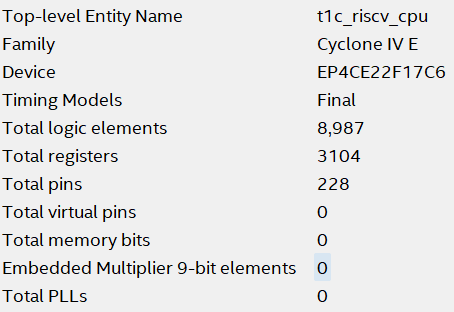 Top-level Entity Name t1c_riscv_cpu
Family Cyclone IV E
Device EP4CE22F17C6
Timing Models Final
Total logic elements 8,987
Total registers 3104
Total pins 228
Total virtual pins 0
Total memory bits 0
Embedded Multiplier 9-bit elements 0
Total PLLs 0